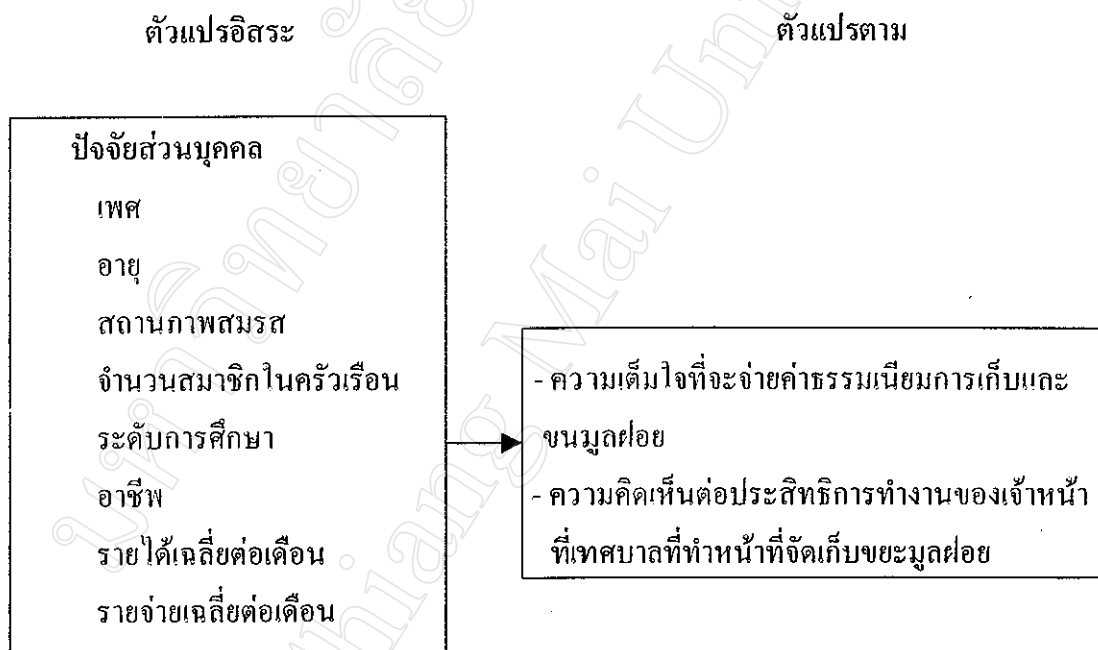 ตัวแปรอิสระ
ตัวแปรตาม
ปัจจัยส่วนบุคคล
เพศ
อายุ
สถานภาพสมรส
จำนวนสมาชิกในครัวเรือน
ระดับการศึกษา
อาชีพ
รายได้เฉลี่ยต่อเดือน
รายจ่ายเฉลี่ยต่อเดือน
- ความเต็มใจที่จะจ่ายค่าธรรมเนียมการเก็บและ
ขนมูลฝอย
- ความคิดเห็นต่อประสิทธิการทำงานของเจ้าหน้า
ที่เทศบาลที่ทำหน้าที่จัดเก็บขยะมูลฝอย